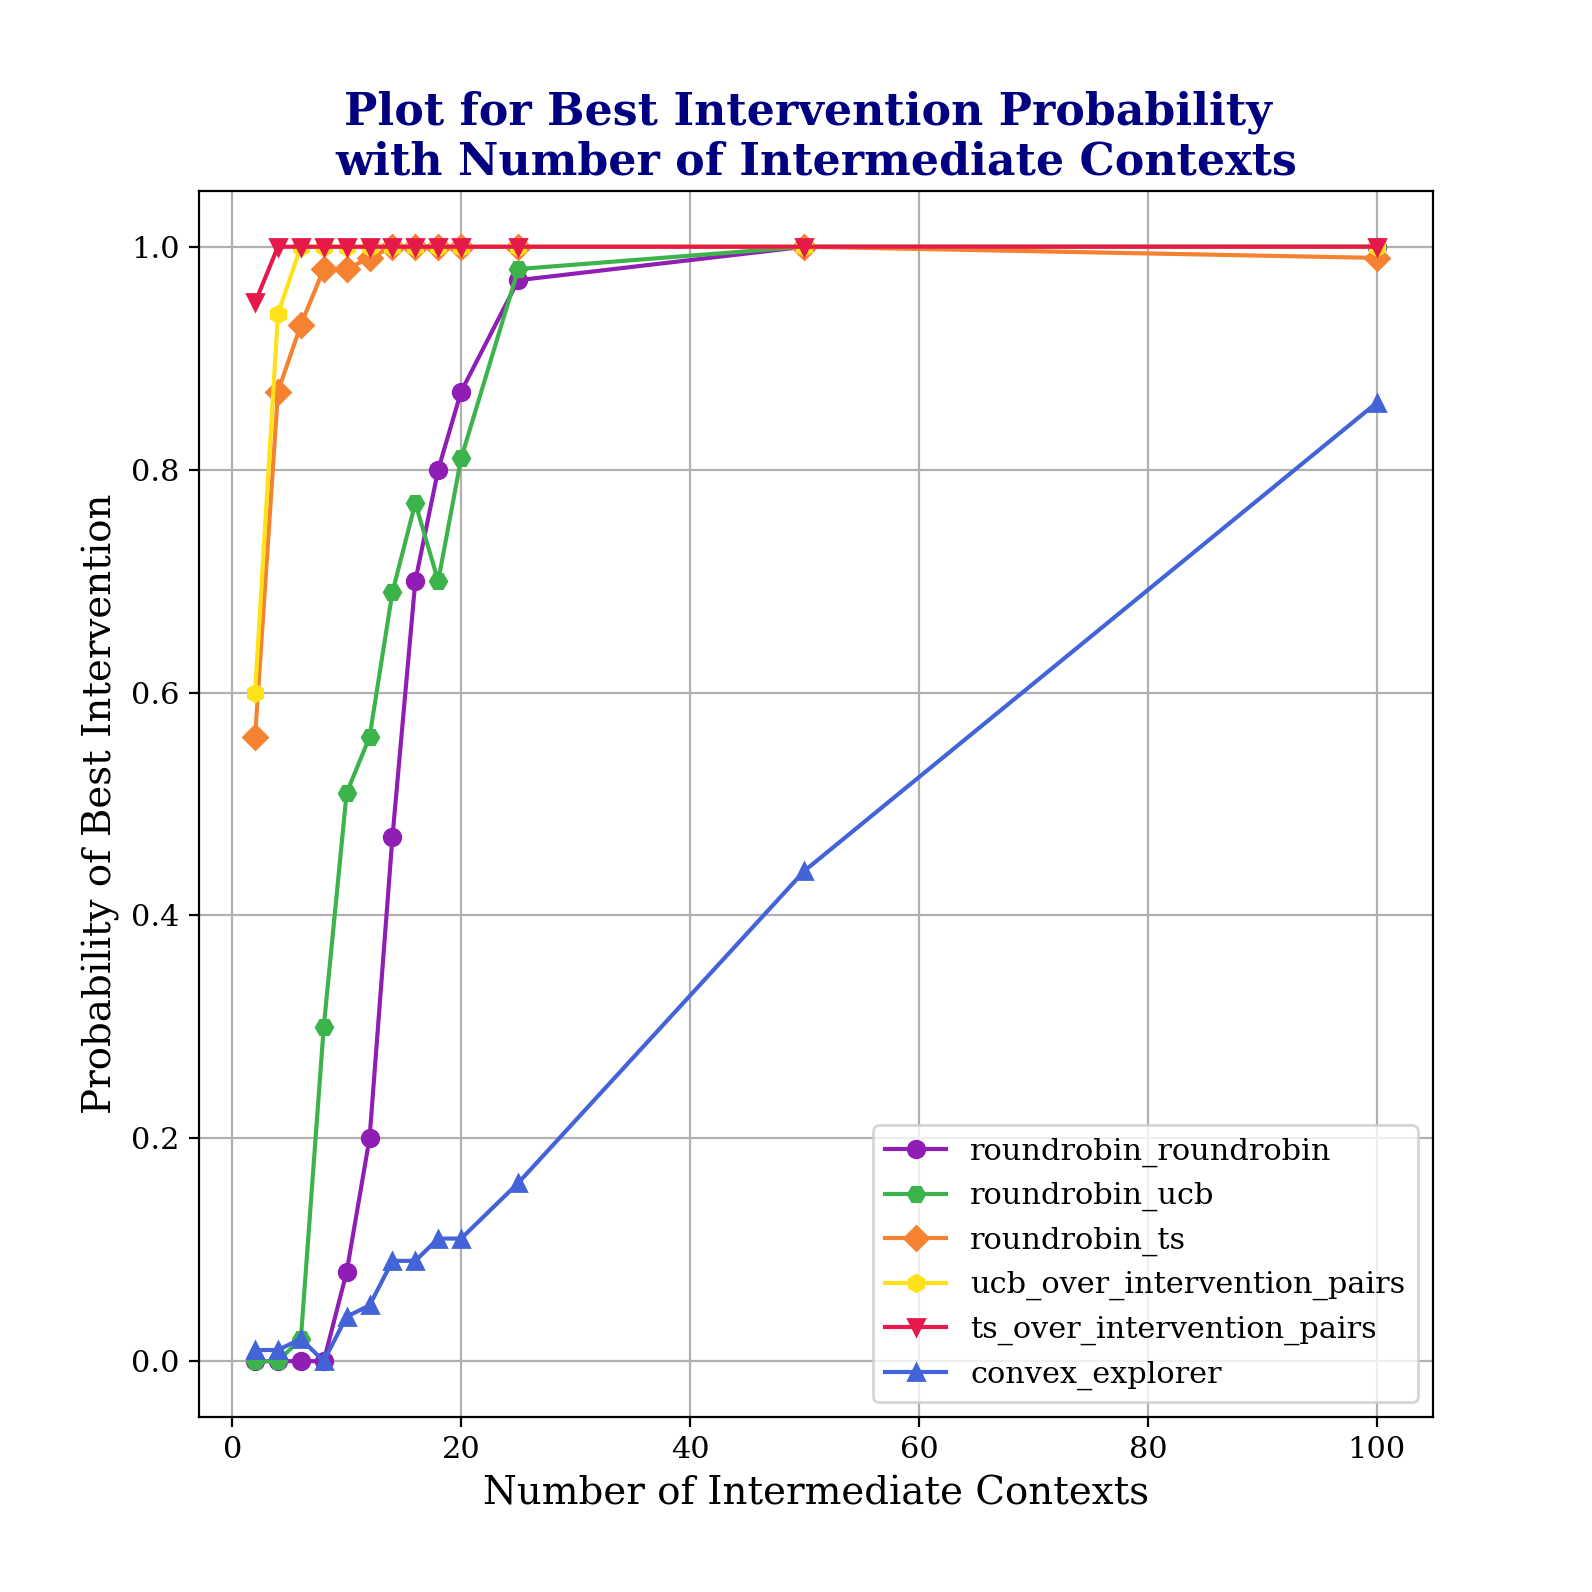 Plot for Best Intervention Probability
with Number of Intermediate Contexts
Probability of Best Intervention
1.0
0.8
0.6
0.4
0.2
0.0
roundrobin_roundrobin
roundrobin_ucb
roundrobin_ts
ucb_over_intervention_pairs
ts_over_intervention_pairs
convex_explorer
0 20 40 60 80 100
Number of Intermediate Contexts